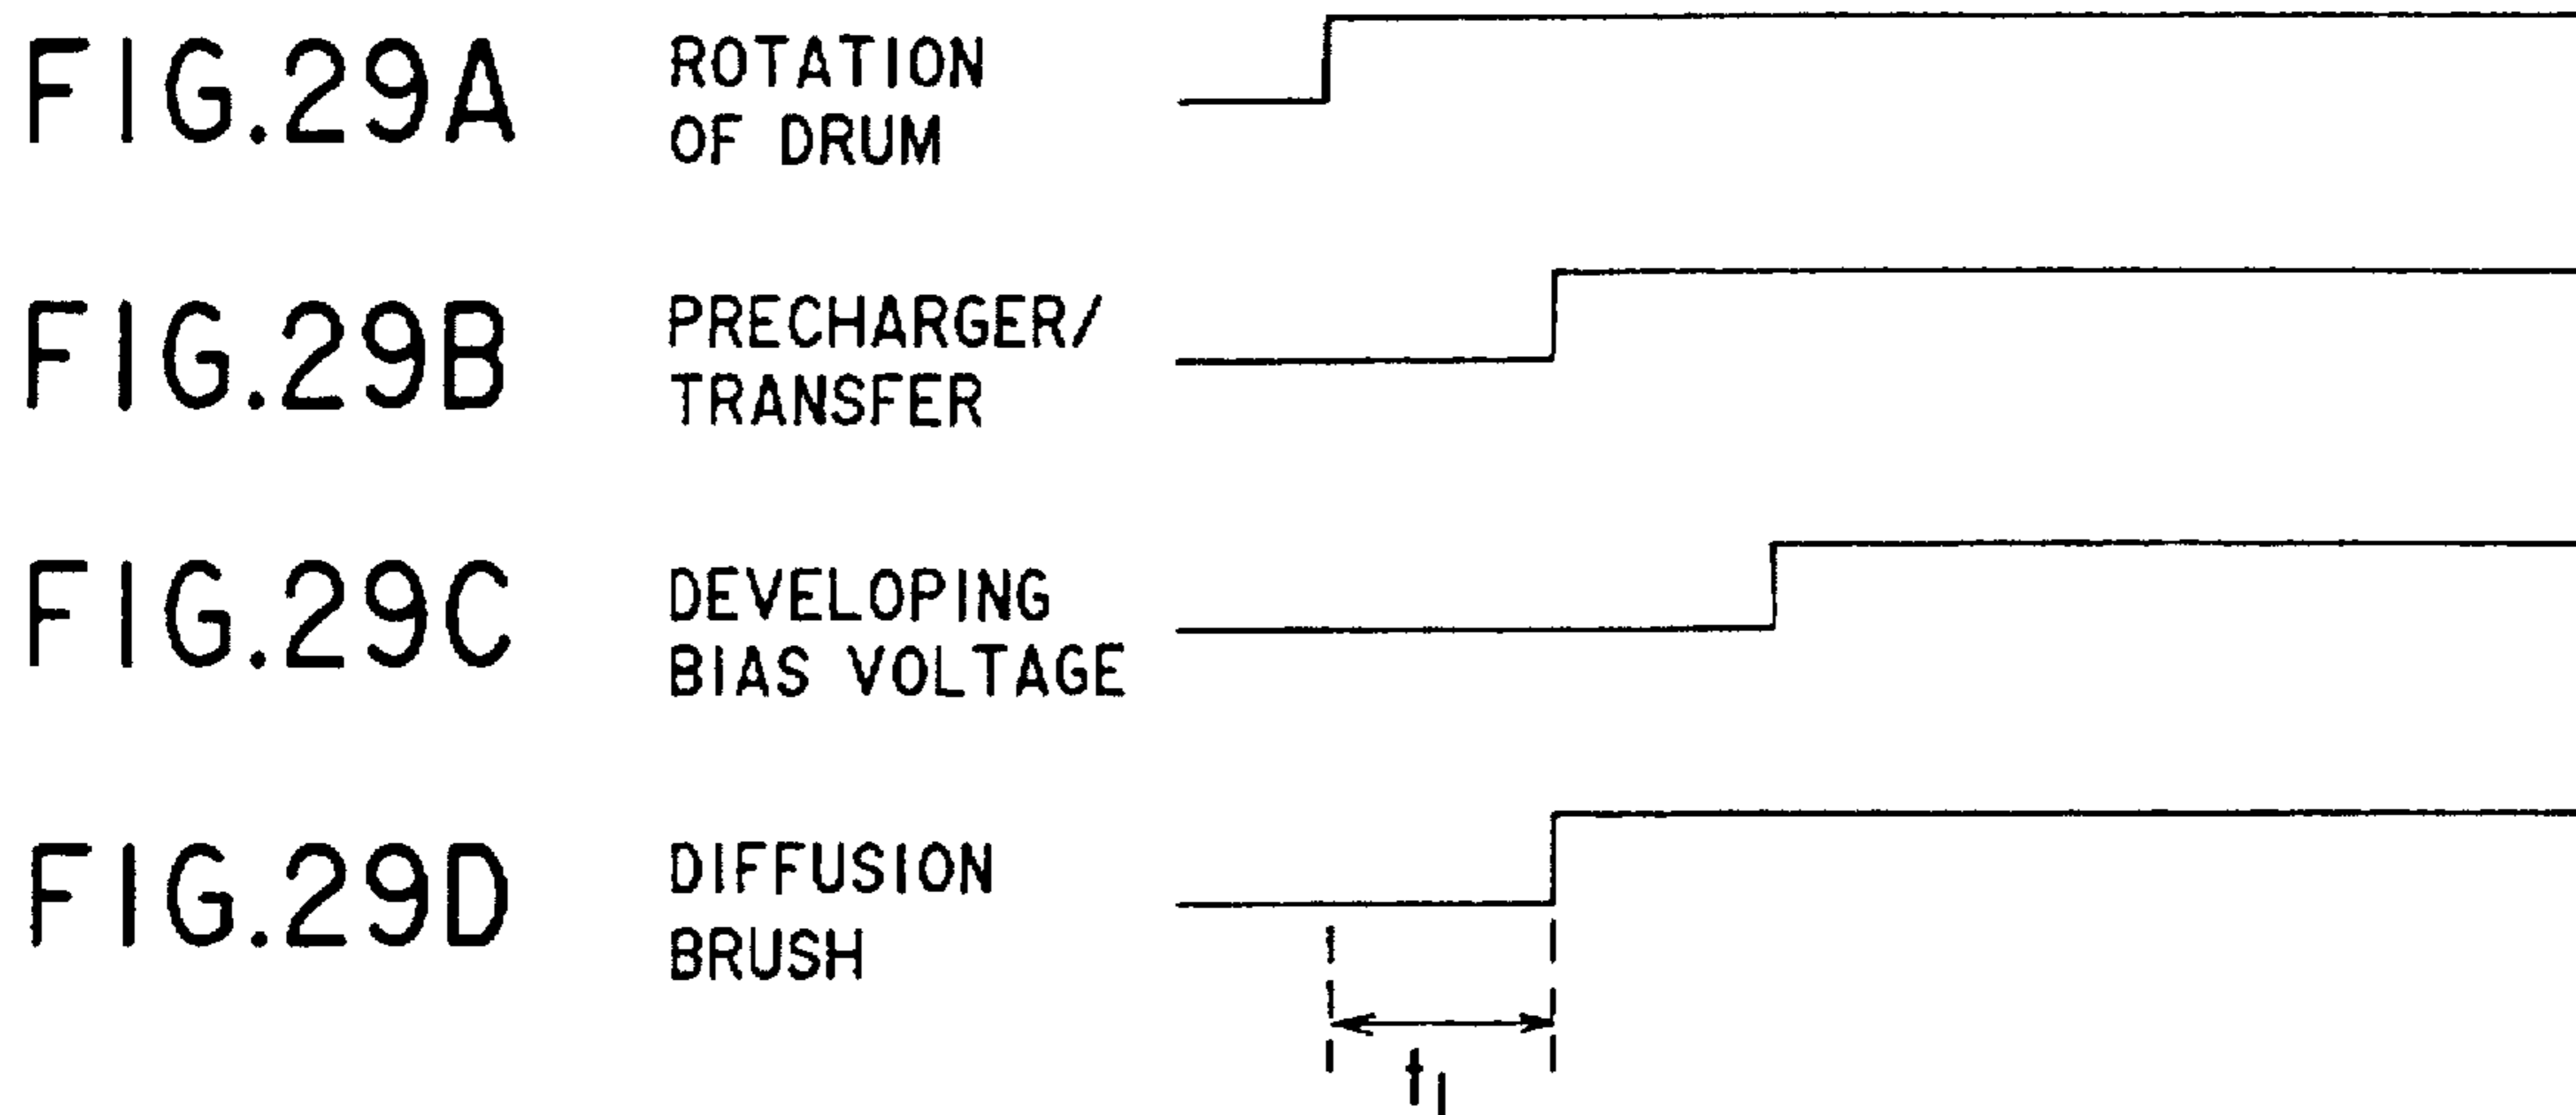 FIG.29A
ROTATION
OF DRUM
FIG.29B
PRECHARGER/
TRANSFER
FIG.29C
DEVELOPING
BIAS VOLTAGE
FIG.29D
DIFFUSION
BRUSH
t1